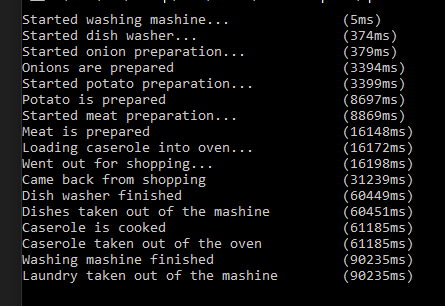 Started washing mashine... (5ms)
Started dish washer... (374ms)
Started onion preparation... (379ms)
Onions are prepared (3394ms)
Started potato preparation... (3399ms)
Potato is prepared (8697ms)
Started meat preparation... (8869ms)
Meat is prepared (16148ms)
Loading caserole into oven... (16172ms)
Went out for shopping... (16198ms)
Came back from shopping (31239ms)
Dish washer finished (60449ms)
Dishes taken out of the machine (60451ms)
Caserole is cooked (61185ms)
Caserole taken out of the oven (61185ms)
Washing mashine finished (90235ms)
Laundry taken out of the mashine (90235ms)